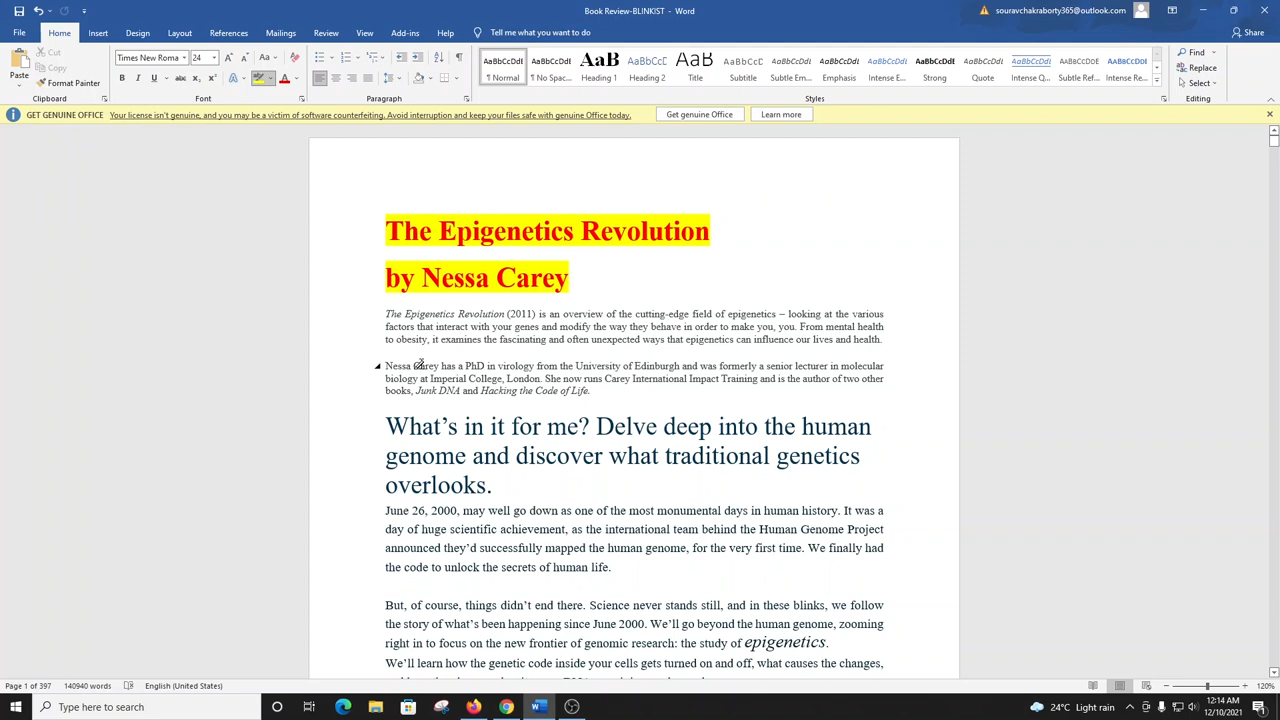 Book Review-BLINKIST - Saved
souravchakraborty365@outlook.com
File Home Insert Design Layout References Mailings Review View Add-ins Help Tell me what you want to do Share
Paste
Cut
Copy
Format Painter
Clipboard
Times New Roma 24
Font
Paragraph
AaBbCcDdI AaBbCcDdI AaB AaBbCcD AaB AaBbCcD AaBbCcDdI AaBbCcDdI AaBbCcDdI AaBbCcDdI AaBbCcDdI AaBbCcDdI AABBCCDDI AABBCCDDI
¶ Normal ¶ No Spac... Heading 1 Heading 2 Title Subtitle Subtle Em... Emphasis Intense E... Strong Quote Intense Q... Subtle Ref... Intense Re...
Styles
Find
Replace
Select
Editing
GET GENUINE OFFICE Your license isn't genuine, and you may be a victim of software counterfeiting. Avoid interruption and keep your files safe with genuine Office today. Get genuine Office Learn more
The Epigenetics Revolution
by Nessa Carey
The Epigenetics Revolution (2011) is an overview of the cutting-edge field of epigenetics – looking at the various
factors that interact with your genes and modify the way they behave in order to make you, you. From mental health
to obesity, it examines the fascinating and often unexpected ways that epigenetics can influence our lives and health.
Nessa Carey has a PhD in virology from the University of Edinburgh and was formerly a senior lecturer in molecular
biology at Imperial College, London. She now runs Carey International Impact Training and is the author of two other
books, Junk DNA and Hacking the Code of Life.
What's in it for me? Delve deep into the human
genome and discover what traditional genetics
overlooks.
June 26, 2000, may well go down as one of the most monumental days in human history. It was a
day of huge scientific achievement, as the international team behind the Human Genome Project
announced they'd successfully mapped the human genome, for the very first time. We finally had
the code to unlock the secrets of human life.
But, of course, things didn't end there. Science never stands still, and in these blinks, we follow
the story of what's been happening since June 2000. We'll go beyond the human genome, zooming
right in to focus on the new frontier of genomic research: the study of epigenetics.
We'll learn how the genetic code inside your cells gets turned on and off, what causes the changes,
Page 1 of 397 140940 words English (United States) 120%
Type here to search 24°C Light rain 12:14 AM
12/10/2021